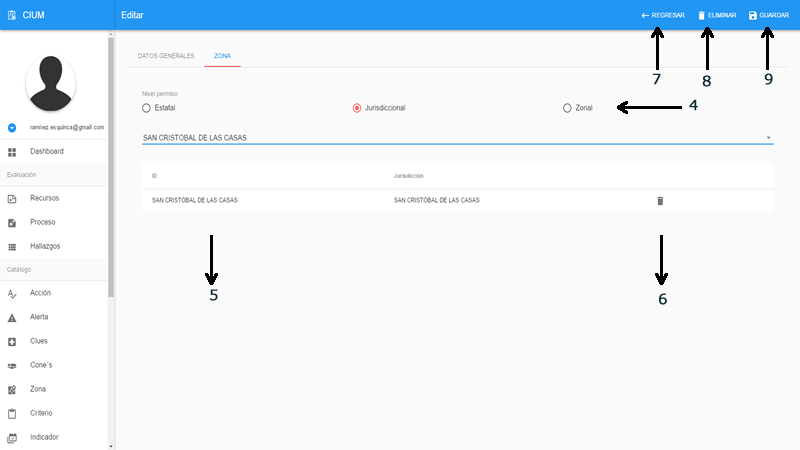 CIUM
Editar
REGRESAR
ELIMINAR
GUARDAR
7
8
9
ramirez.esquinca@gmail.com
Dashboard
Evaluación
Recursos
Proceso
Hallazgos
Catálogo
Acción
Alerta
Clues
Cone´s
Zona
Criterio
Indicador
DATOS GENERALES
ZONA
Nivel permiso
Estatal
Jurisdiccional
Zonal
4
SAN CRISTÓBAL DE LAS CASAS
ID
Jurisdicción
SAN CRISTÓBAL DE LAS CASAS
SAN CRISTÓBAL DE LAS CASAS
5
6